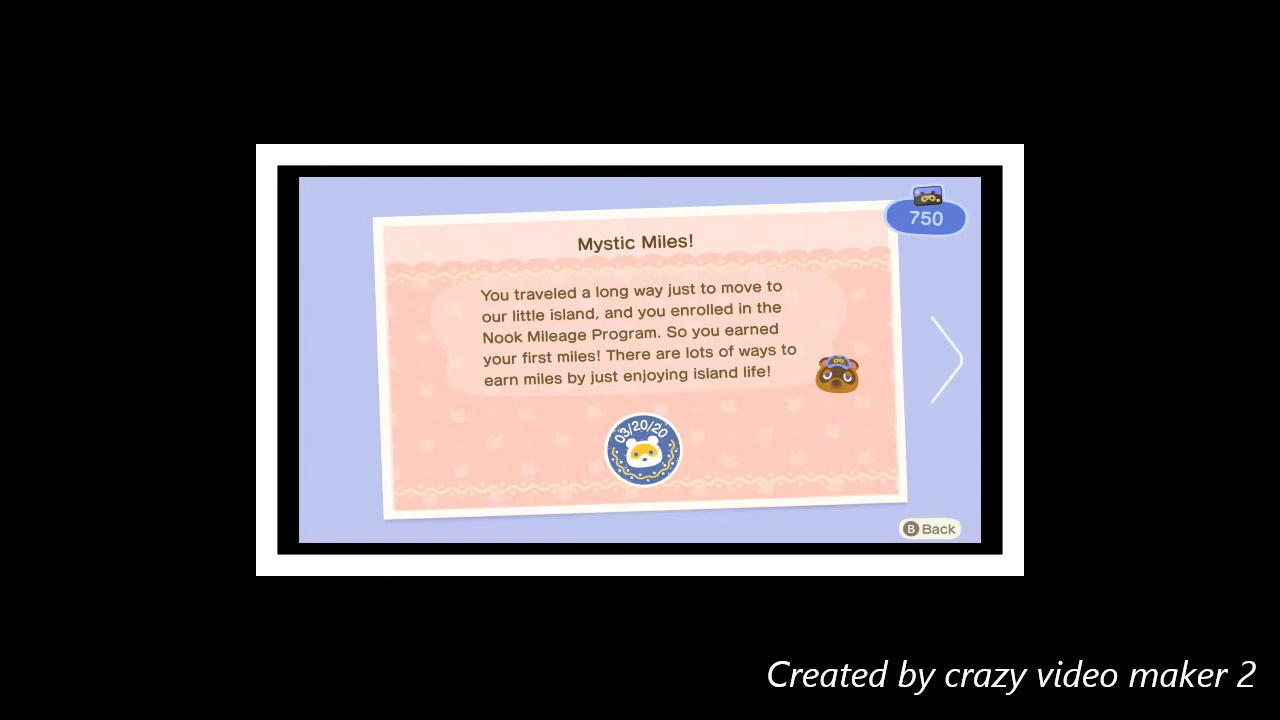 750
Mystic Miles!
You traveled a long way just to move to
our little island, and you enrolled in the
Nook Mileage Program. So you earned
your first miles! There are lots of ways to
earn miles by just enjoying island life!
03/20/20
B Back
Created by crazy video maker 2